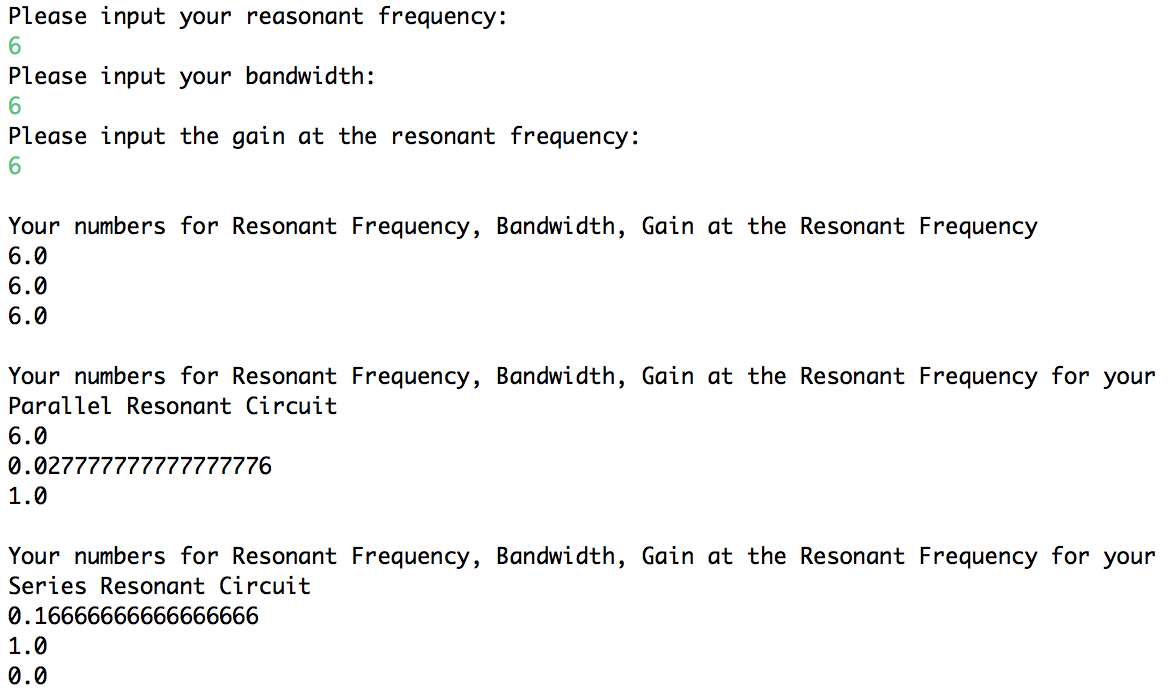 Please input your reasonant frequency:
6
Please input your bandwidth:
6
Please input the gain at the resonant frequency:
6
Your numbers for Resonant Frequency, Bandwidth, Gain at the Resonant Frequency
6.0
6.0
6.0
Your numbers for Resonant Frequency, Bandwidth, Gain at the Resonant Frequency for your
Parallel Resonant Circuit
6.0
0.027777777777777776
1.0
Your numbers for Resonant Frequency, Bandwidth, Gain at the Resonant Frequency for your
Series Resonant Circuit
0.16666666666666666
1.0
0.0